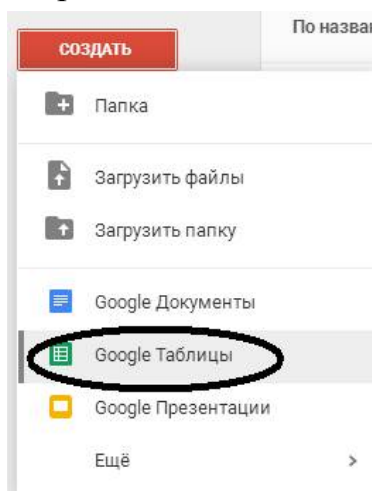 По назва
СОЗДАТЬ
Папка
Загрузить файлы
Загрузить папку
Google Документы
Google Таблицы
Google Презентации
Ещё